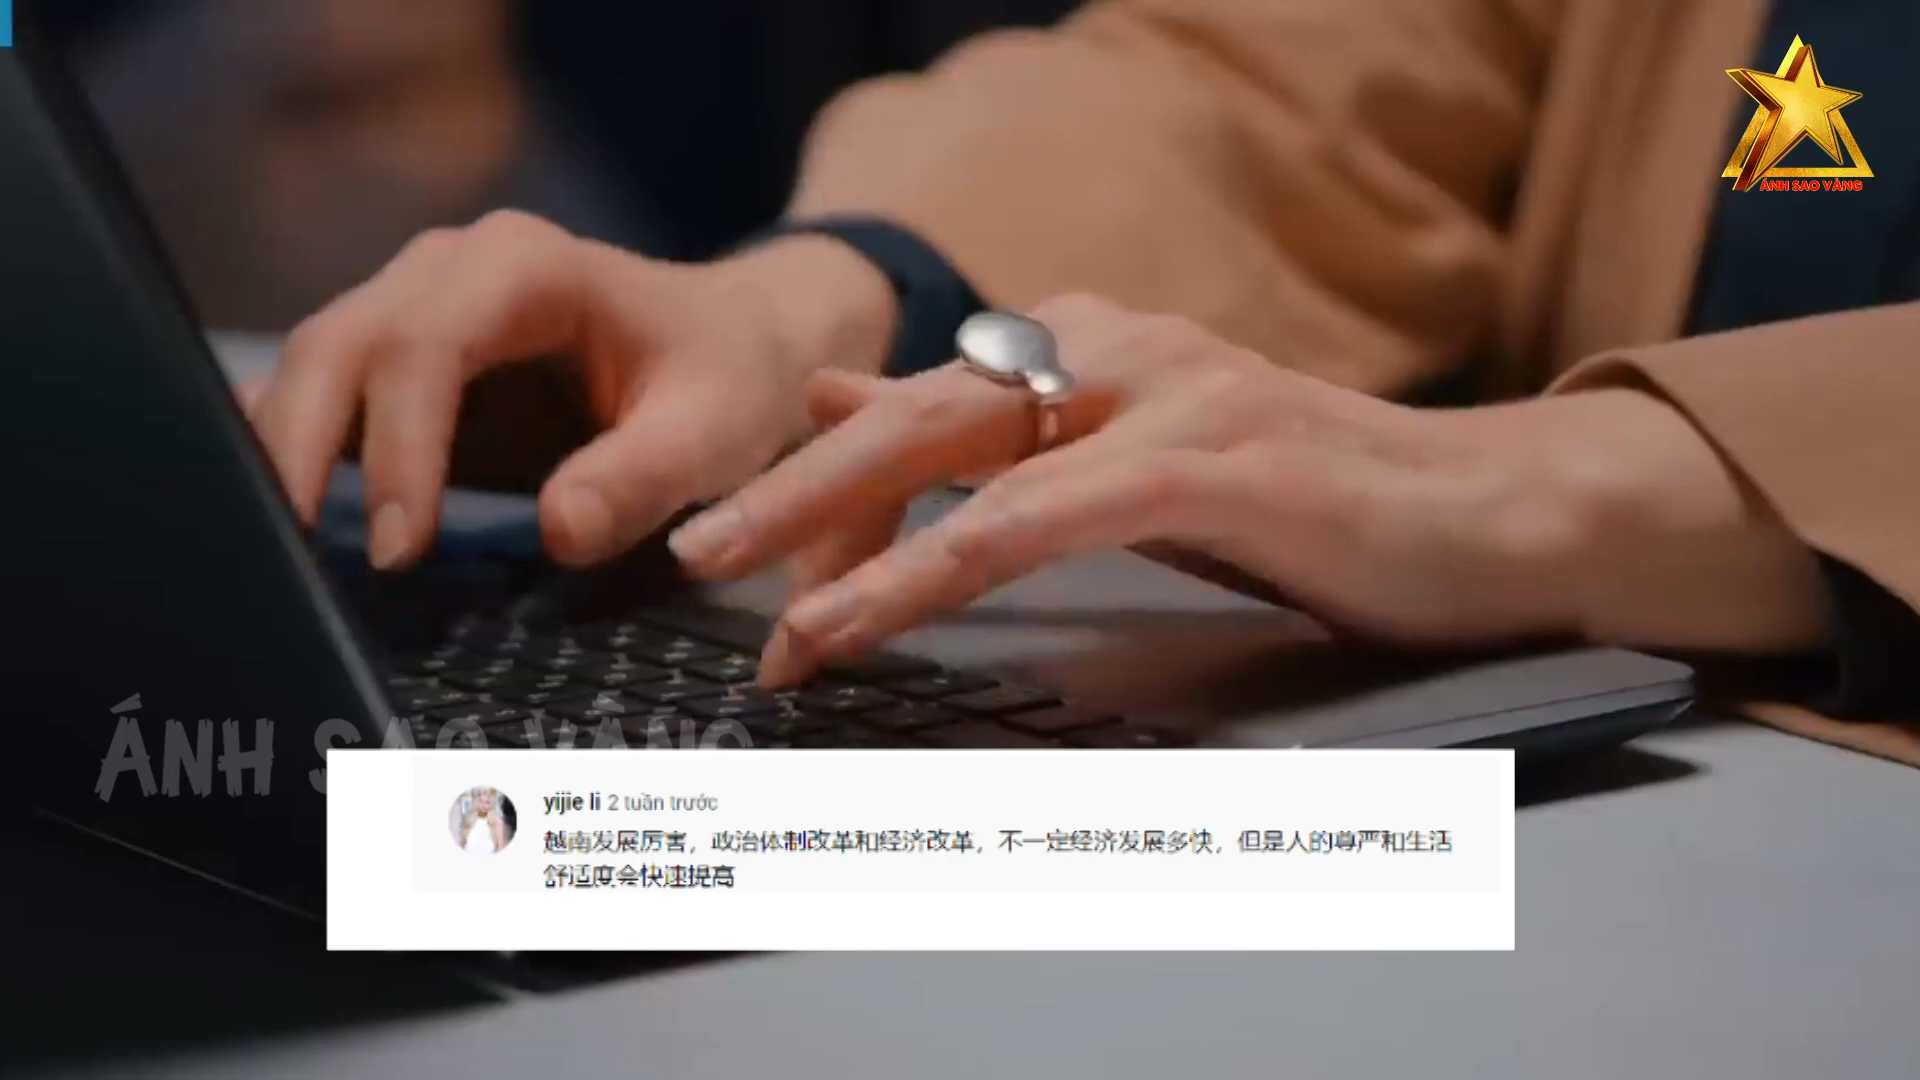 ÁNH SAO VÀNG
ÁNH SAO VÀNG
yijie li 2 tuần trước
越南发展厉害，政治体制改革和经济改革，不一定经济发展多快，但是人的尊严和生活
舒适度会快速提高